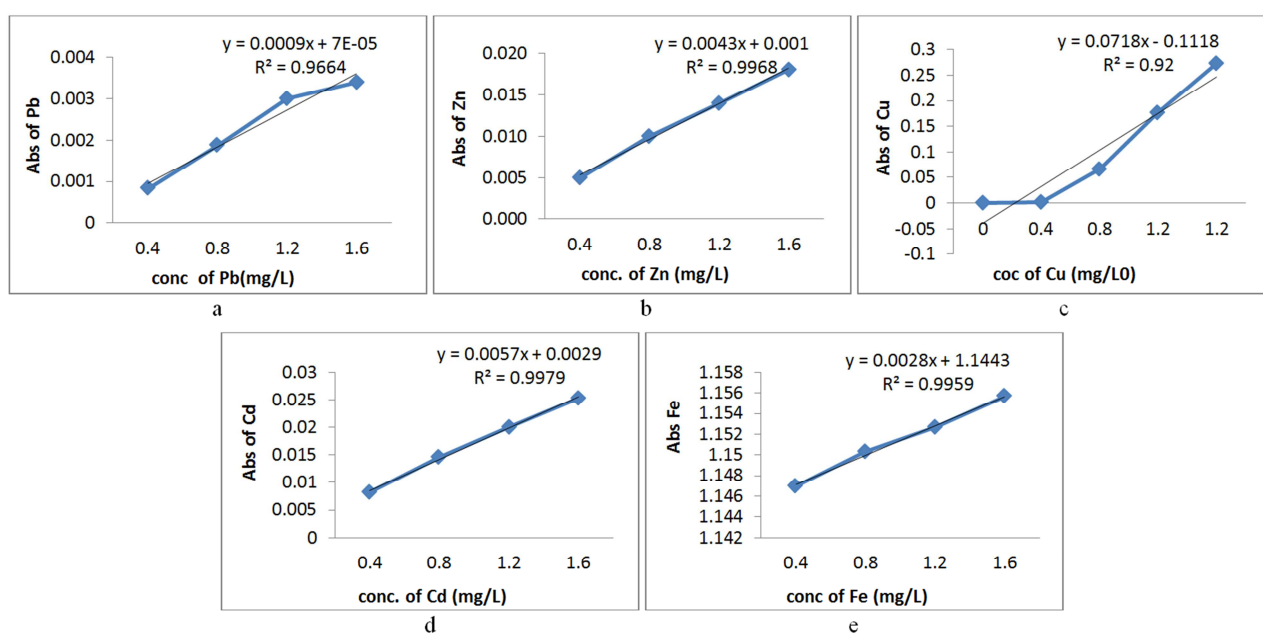 y = 0.0009x + 7E-05
R² = 0.9664
0.004
0.003
0.002
0.001
0
Abs of Pb
0.4 0.8 1.2 1.6
conc of Pb(mg/L)
a
y = 0.0043x + 0.001
R² = 0.9968
0.020
0.015
0.010
0.005
0.000
Abs of Zn
0.4 0.8 1.2 1.6
conc. of Zn (mg/L)
b
y = 0.0718x - 0.1118
R² = 0.92
0.3
0.25
0.2
0.15
0.1
0.05
0
-0.05
-0.1
Abs of Cu
0 0.4 0.8 1.2 1.2
coc of Cu (mg/L0)
c
y = 0.0057x + 0.0029
R² = 0.9979
0.03
0.025
0.02
0.015
0.01
0.005
0
Abs of Cd
0.4 0.8 1.2 1.6
conc. of Cd (mg/L)
d
y = 0.0028x + 1.1443
R² = 0.9959
1.158
1.156
1.154
1.152
1.15
1.148
1.146
1.144
1.142
Abs Fe
0.4 0.8 1.2 1.6
conc of Fe (mg/L)
e